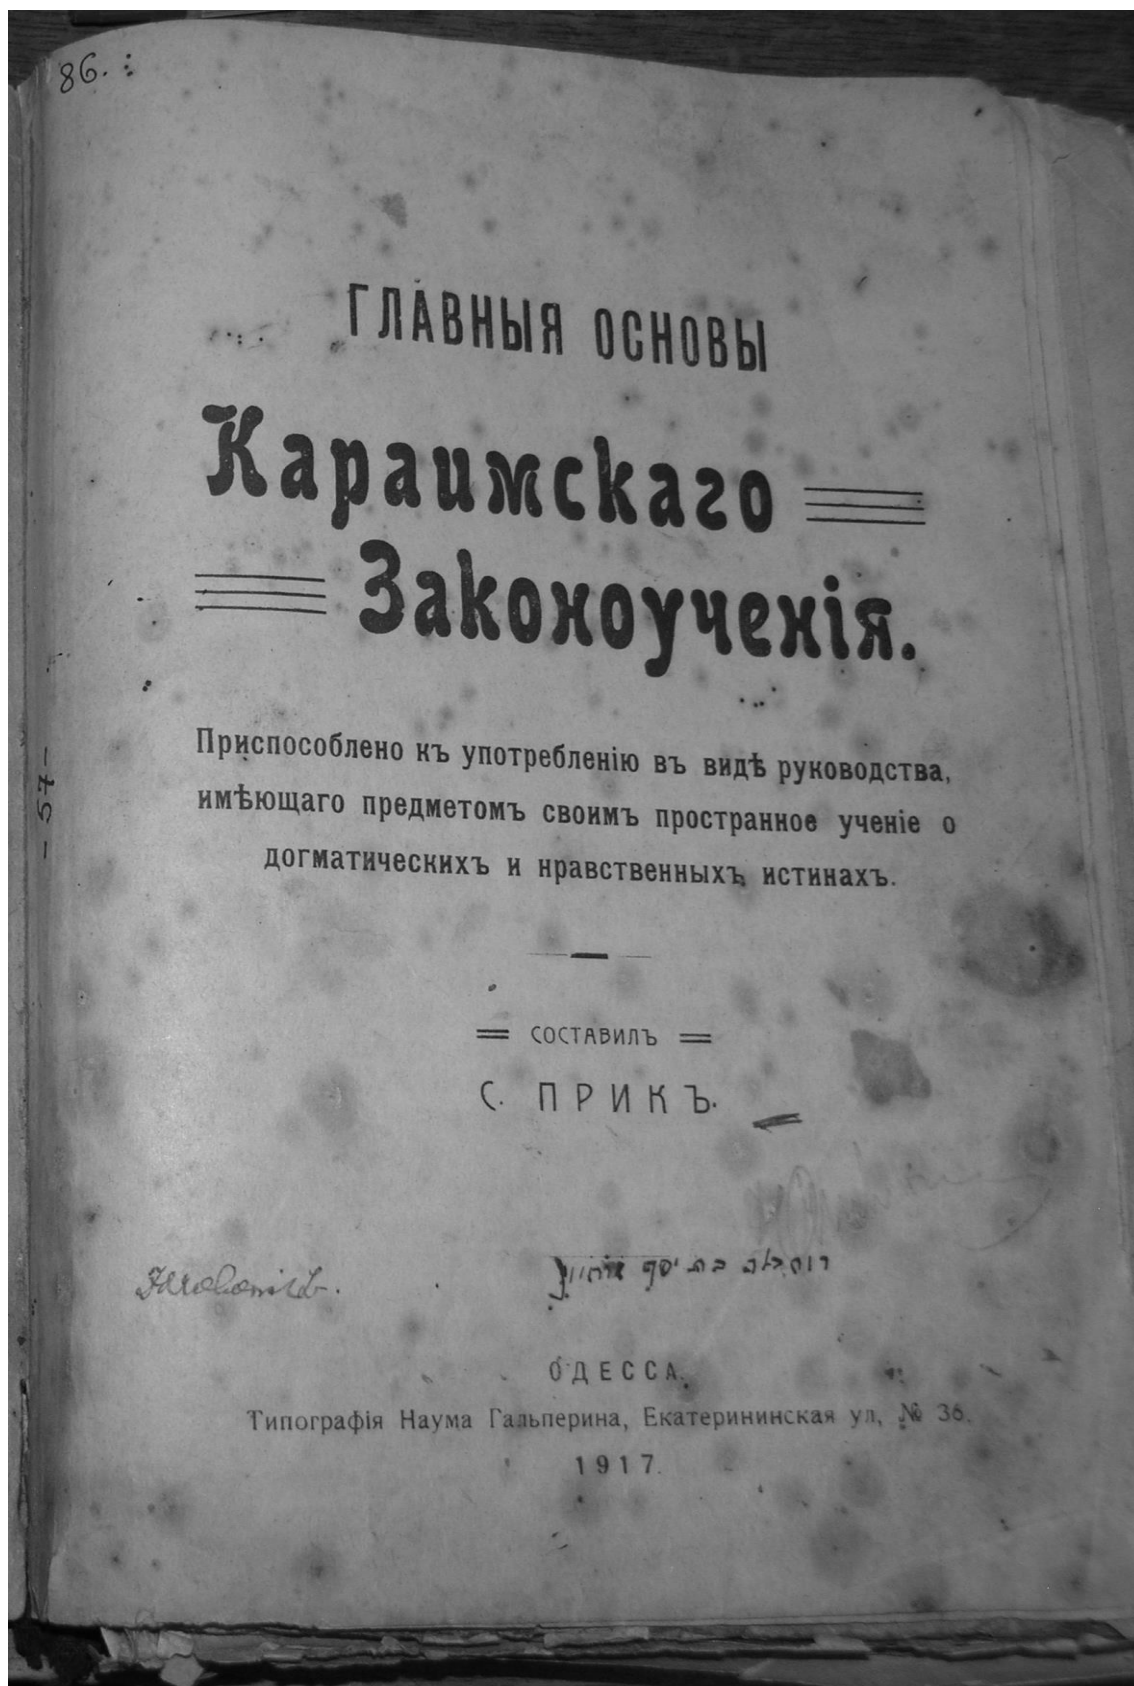 86.
ГЛАВНЫЯ ОСНОВЫ
Караимскаго
Законоученія.
Приспособлено къ употребленію въ видѣ руководства,
имѣющаго предметомъ своимъ пространное ученіе о
догматическихъ и нравственныхъ истинахъ.
СОСТАВИЛЪ
С. ПРИКЪ.
ОДЕССА.
Типографія Наума Гальперина, Екатерининская ул, № 36.
1917.
- 57 -